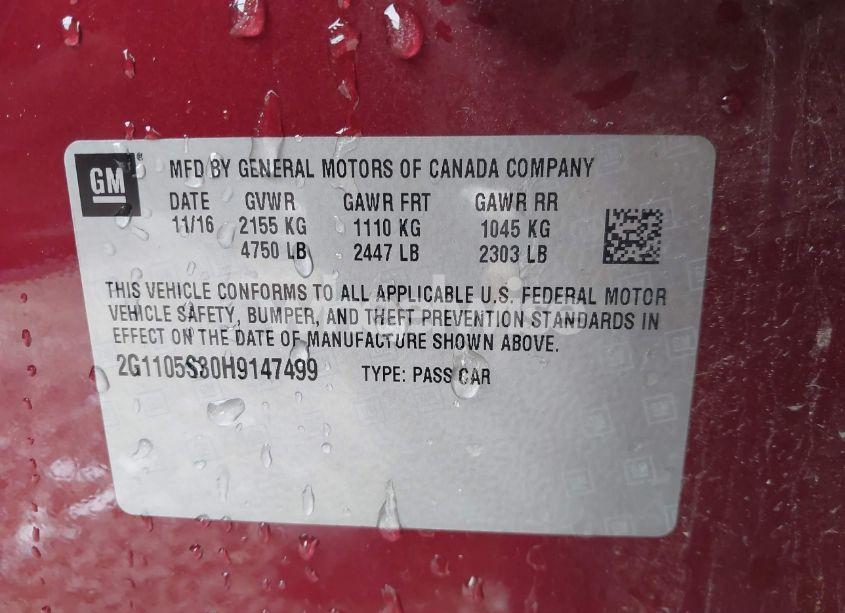 GM
MFD BY GENERAL MOTORS OF CANADA COMPANY
DATE GVWR GAWR FRT GAWR RR
11/16 2155 KG 1110 KG 1045 KG
4750 LB 2447 LB 2303 LB
THIS VEHICLE CONFORMS TO ALL APPLICABLE U.S. FEDERAL MOTOR
VEHICLE SAFETY, BUMPER, AND THEFT PREVENTION STANDARDS IN
EFFECT ON THE DATE OF MANUFACTURE SHOWN ABOVE.
2G1105S30H9147499 TYPE: PASS CAR